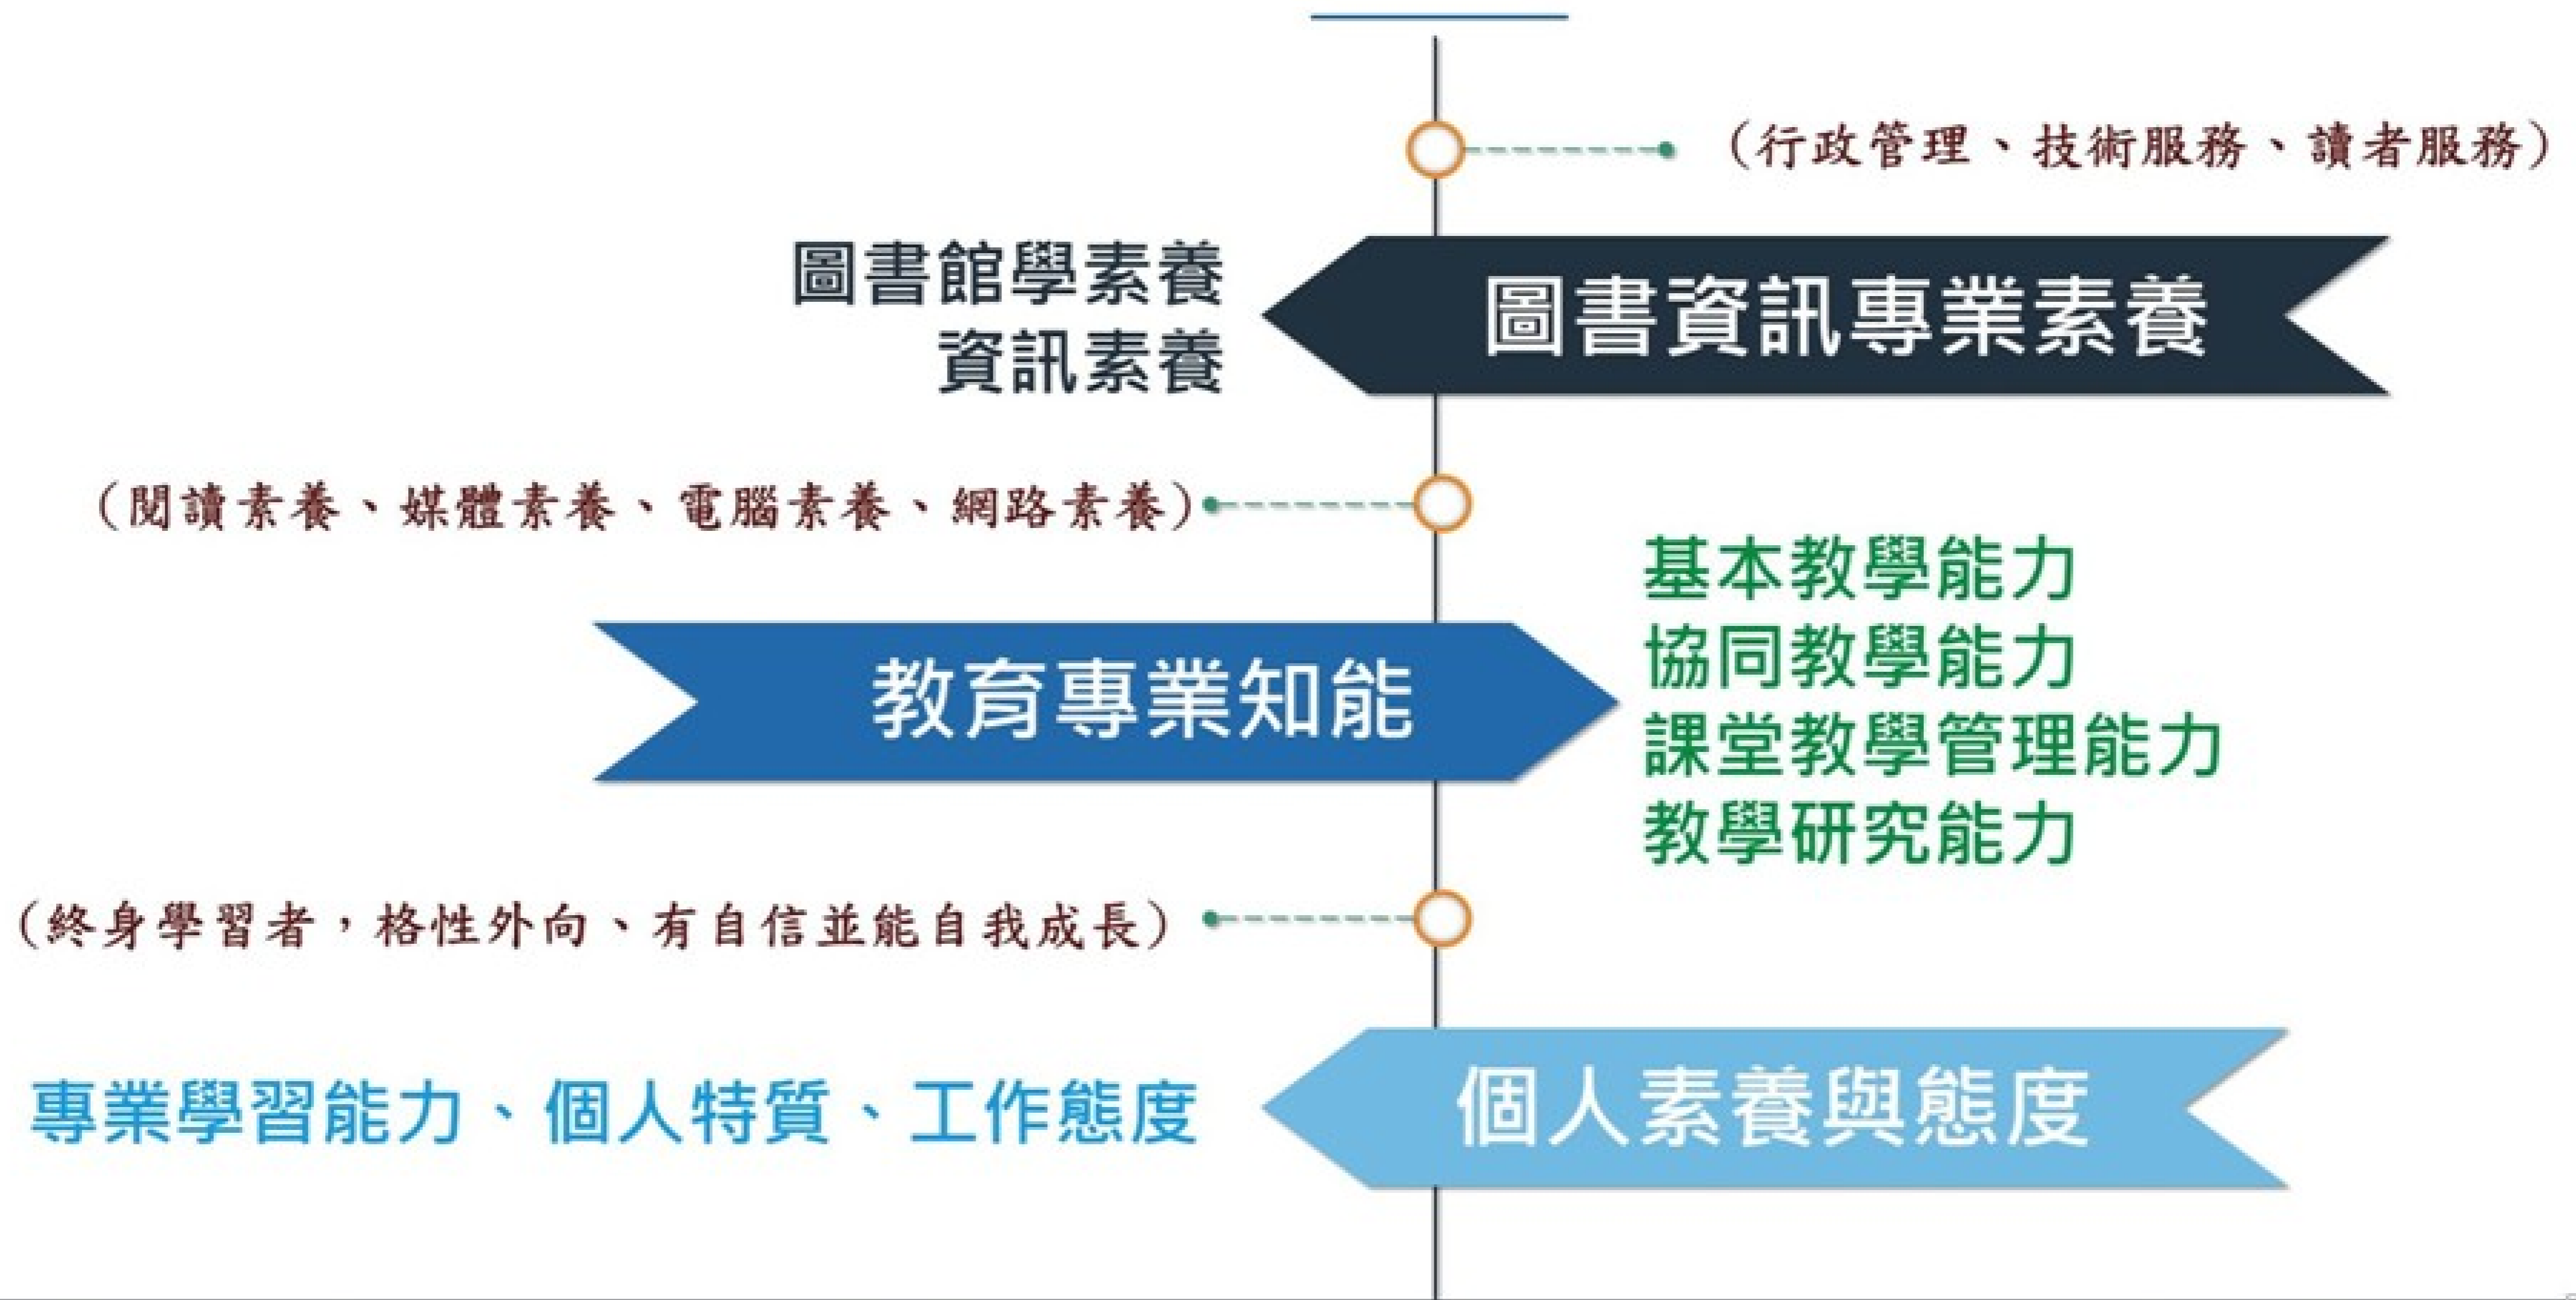 （行政管理、技術服務、讀者服務）
圖書館學素養
資訊素養
圖書資訊專業素養
（閱讀素養、媒體素養、電腦素養、網路素養）
教育專業知能
基本教學能力
協同教學能力
課堂教學管理能力
教學研究能力
（終身學習者，格性外向、有自信並能自我成長）
專業學習能力、個人特質、工作態度
個人素養與態度